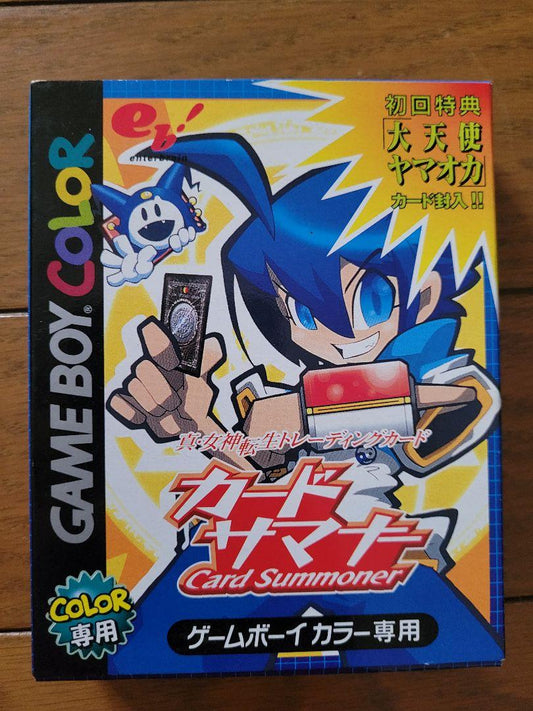 初回特典
「大天使
ヤマオカ」
カード封入!!
eb!
enterbrain
GAME BOY® COLOR
真・女神転生トレーディングカード
カード
サマナー
Card Summoner
COLOR
専用
ゲームボーイ カラー専用